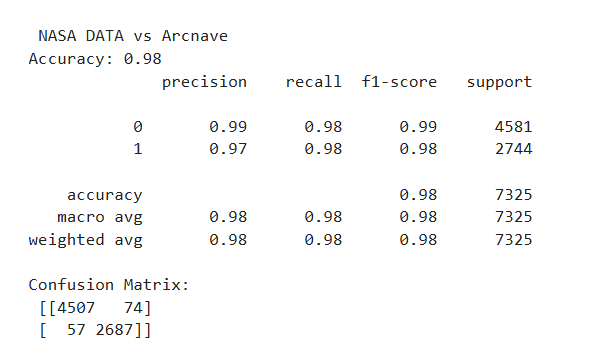 NASA DATA vs Arcnave
Accuracy: 0.98
precision recall f1-score support
0 0.99 0.98 0.99 4581
1 0.97 0.98 0.98 2744
accuracy 0.98 7325
macro avg 0.98 0.98 0.98 7325
weighted avg 0.98 0.98 0.98 7325
Confusion Matrix:
[[4507 74]
[ 57 2687]]